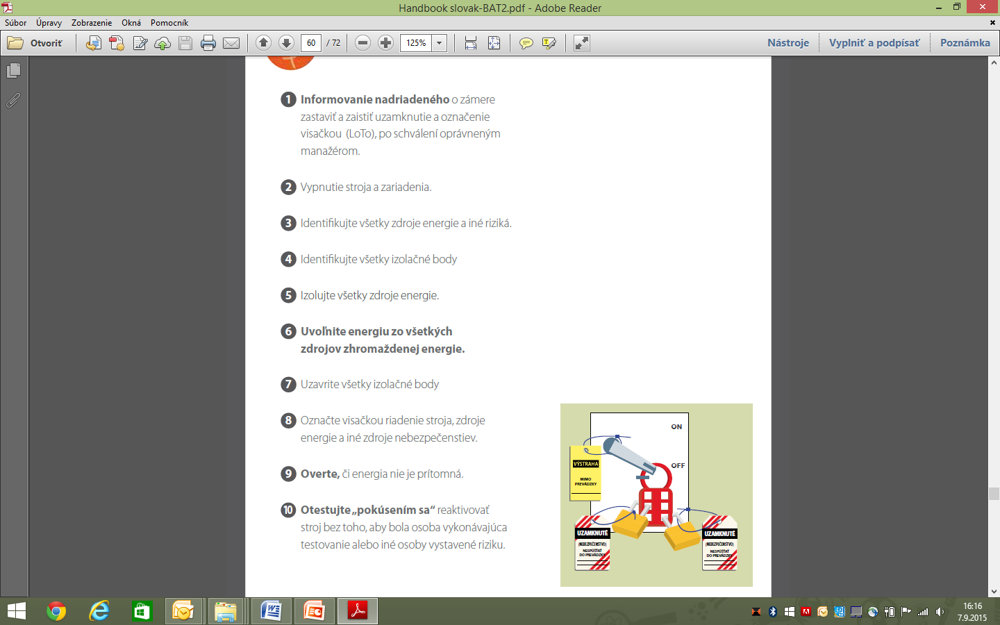 Handbook slovak-BAT2.pdf - Adobe Reader
Súbor Úpravy Zobrazenie Okná Pomocník
Otvoriť 60 / 72 125% Nástroje Vyplniť a podpísať Poznámka
1 Informovanie nadriadeného o zámere
zastaviť a zaistiť uzamknutie a označenie
visačkou (LoTo), po schválení oprávneným
manažérom.
2 Vypnutie stroja a zariadenia.
3 Identifikujte všetky zdroje energie a iné riziká.
4 Identifikujte všetky izolačné body
5 Izolujte všetky zdroje energie.
6 Uvoľnite energiu zo všetkých
zdrojov zhromaždenej energie.
7 Uzavrite všetky izolačné body
8 Označte visačkou riadenie stroja, zdroje
energie a iné zdroje nebezpečenstiev.
9 Overte, či energia nie je prítomná.
10 Otestujte „pokúsením sa“ reaktivovať
stroj bez toho, aby bola osoba vykonávajúca
testovanie alebo iné osoby vystavené riziku.
ON
OFF
VÝSTRAHA
MIMO
PREVÁDZKY
UZAMKNUTÉ
(NEBEZPEČENSTVO)
NESPÚŠŤAŤ
DO PREVÁDZKY
UZAMKNUTÉ
(NEBEZPEČENSTVO)
NESPÚŠŤAŤ
DO PREVÁDZKY
16:16
7.9.2015